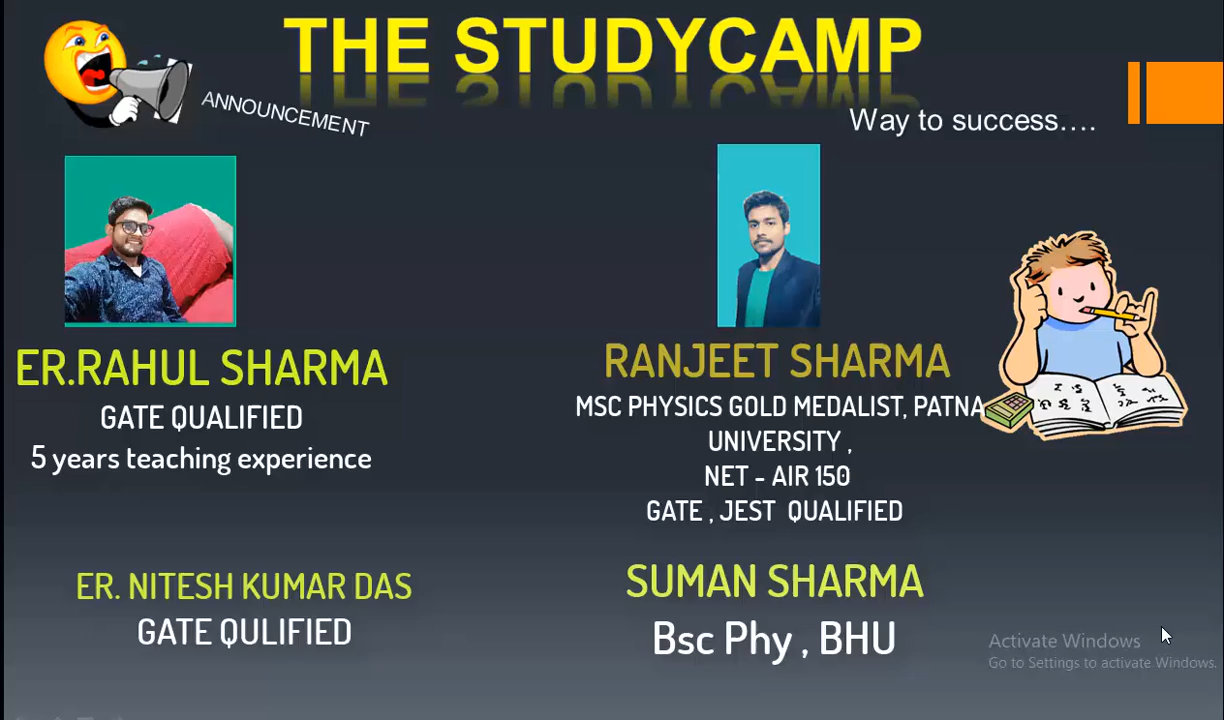 THE STUDYCAMP
ANNOUNCEMENT
Way to success....
ER.RAHUL SHARMA
GATE QUALIFIED
5 years teaching experience
RANJEET SHARMA
MSC PHYSICS GOLD MEDALIST, PATNA
UNIVERSITY ,
NET - AIR 150
GATE , JEST QUALIFIED
ER. NITESH KUMAR DAS
GATE QULIFIED
SUMAN SHARMA
Bsc Phy , BHU
Activate Windows
Go to Settings to activate Windows.